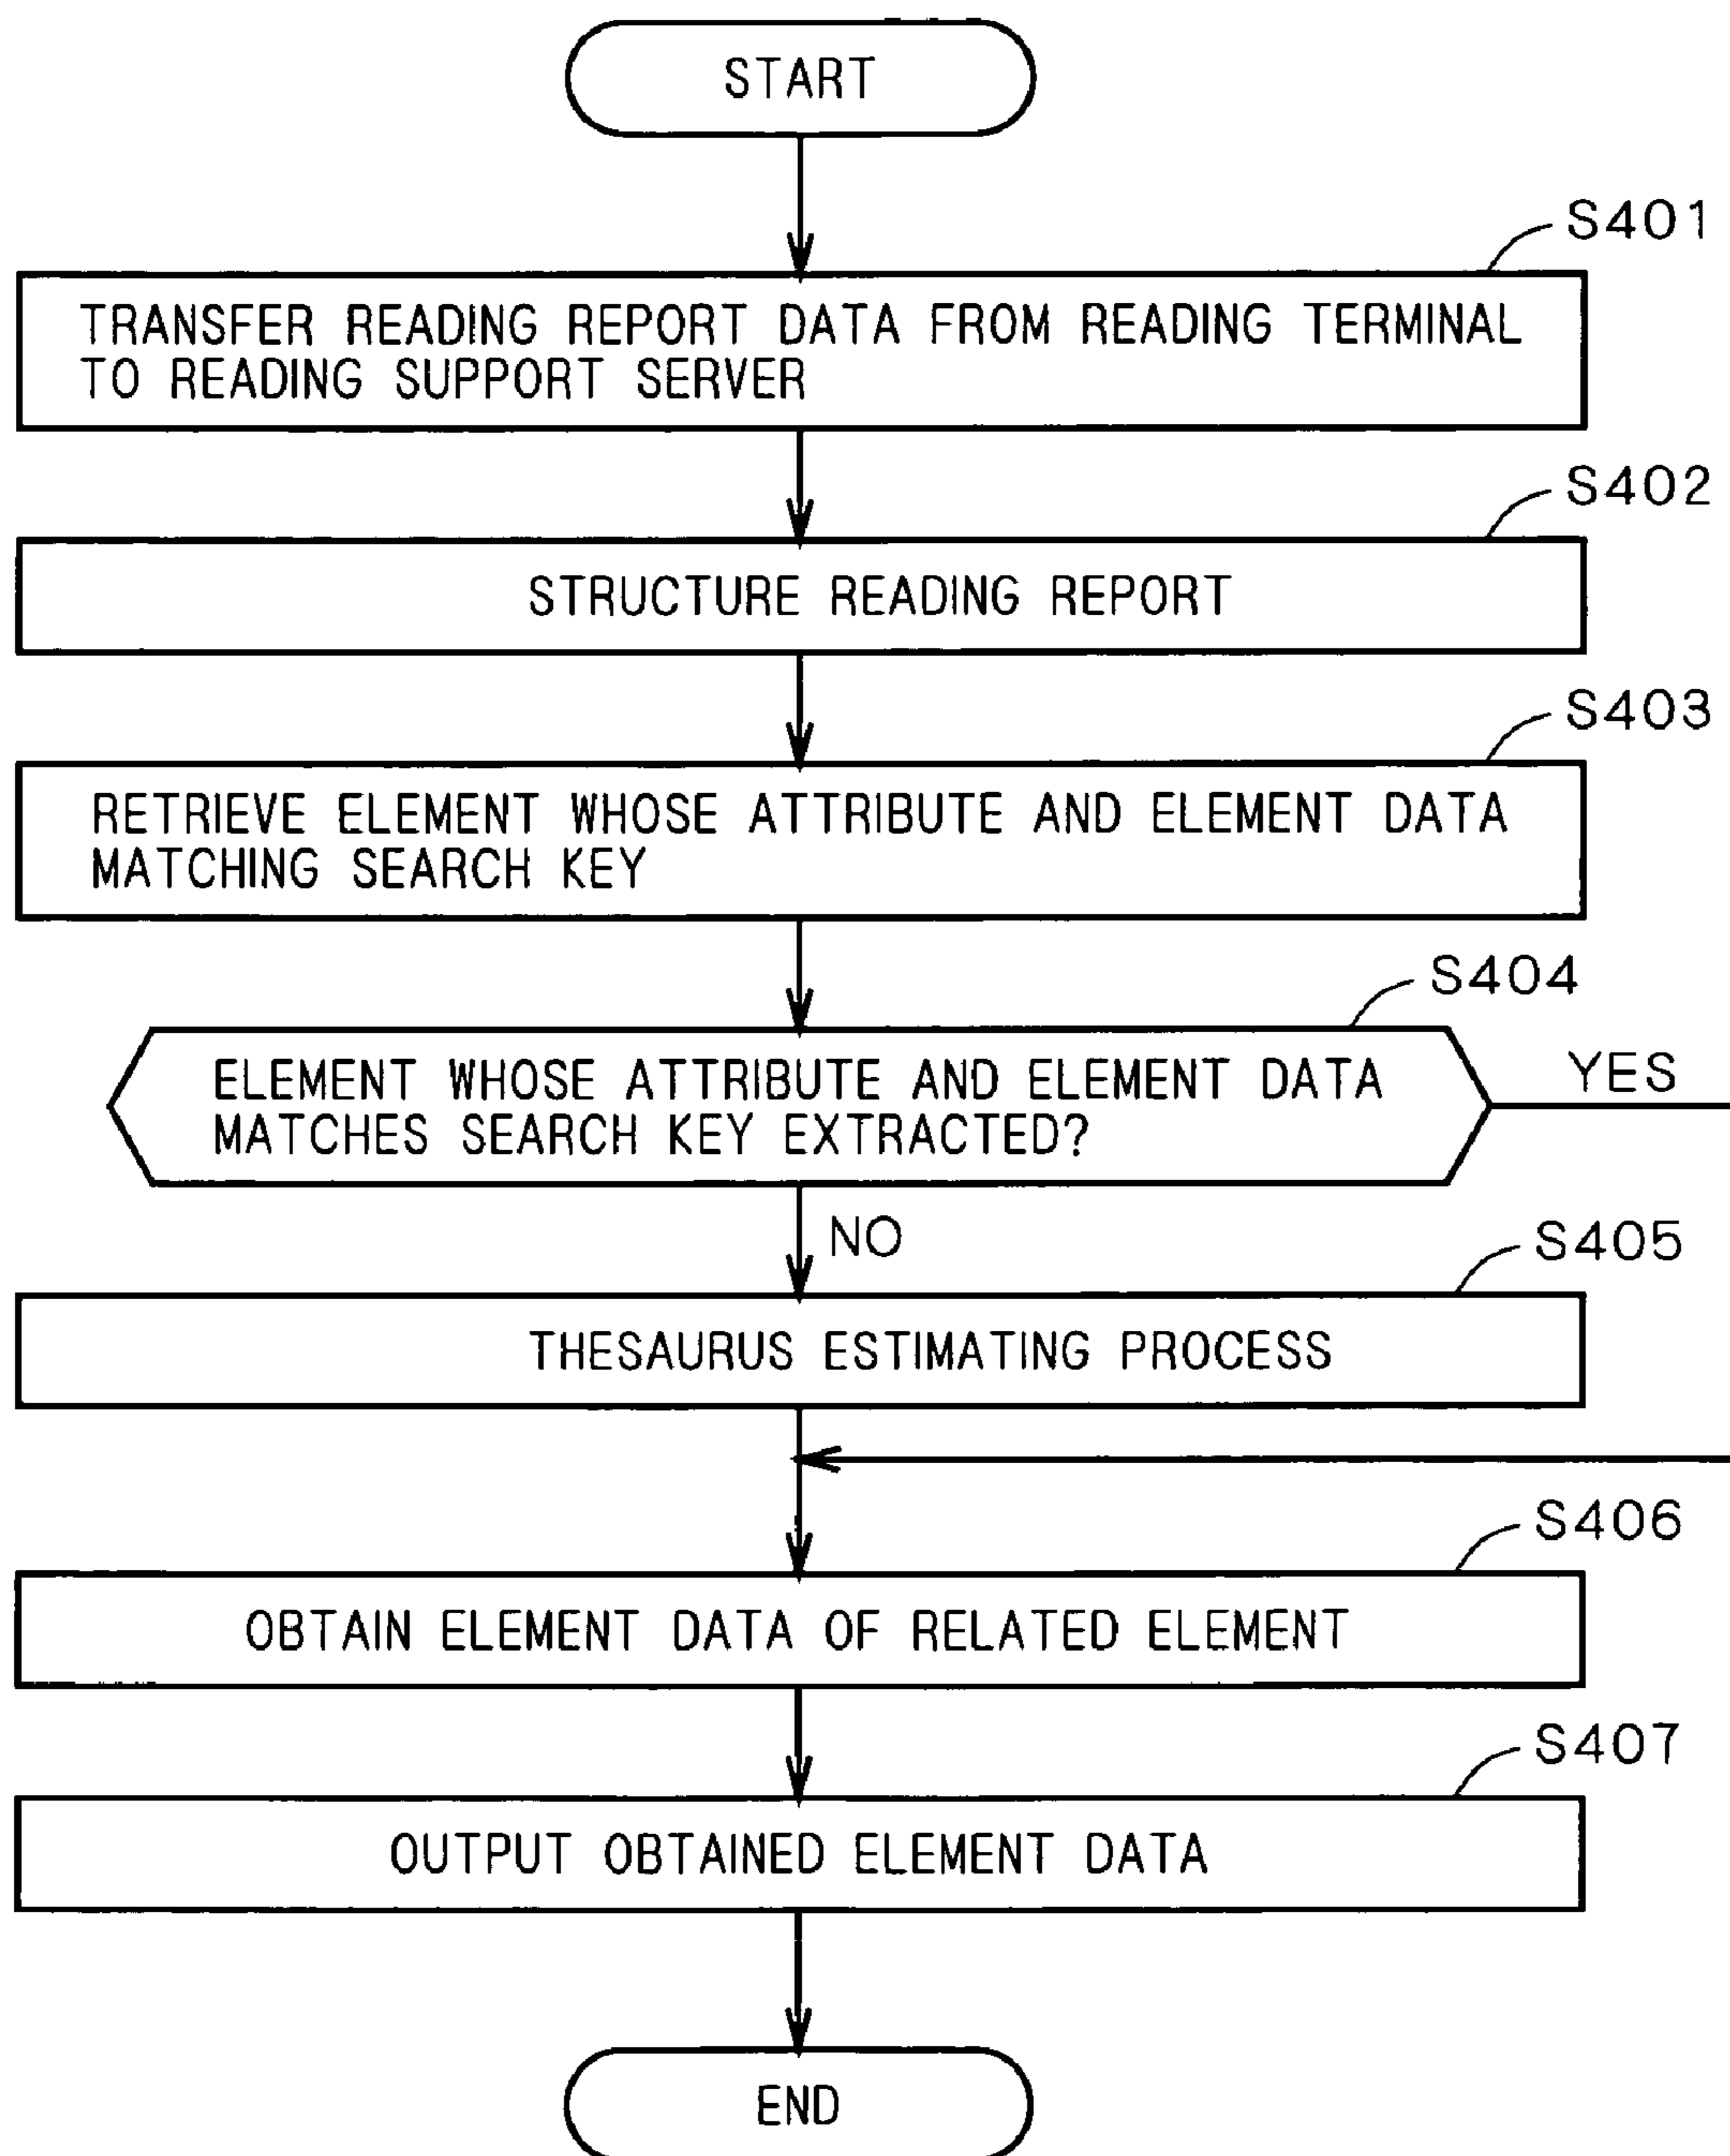 START
S401
TRANSFER READING REPORT DATA FROM READING TERMINAL
TO READING SUPPORT SERVER
S402
STRUCTURE READING REPORT
S403
RETRIEVE ELEMENT WHOSE ATTRIBUTE AND ELEMENT DATA
MATCHING SEARCH KEY
S404
ELEMENT WHOSE ATTRIBUTE AND ELEMENT DATA
MATCHES SEARCH KEY EXTRACTED?
YES
NO
S405
THESAURUS ESTIMATING PROCESS
S406
OBTAIN ELEMENT DATA OF RELATED ELEMENT
S407
OUTPUT OBTAINED ELEMENT DATA
END